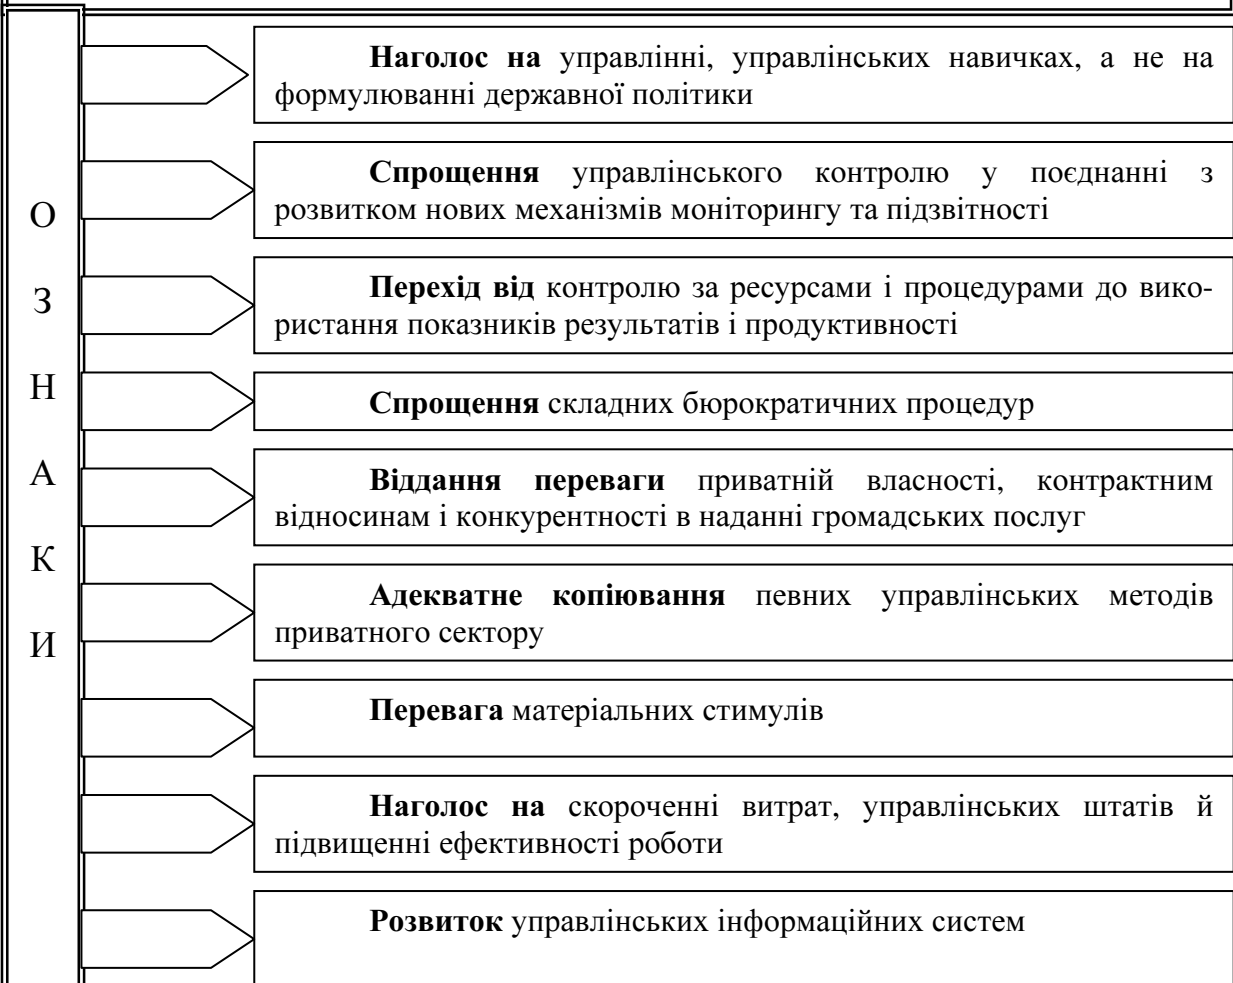 О
З
Н
А
К
И
Наголос на управлінні, управлінських навичках, а не на
формулюванні державної політики
Спрощення управлінського контролю у поєднанні з
розвитком нових механізмів моніторингу та підзвітності
Перехід від контролю за ресурсами і процедурами до вико-
ристання показників результатів і продуктивності
Спрощення складних бюрократичних процедур
Віддання переваги приватній власності, контрактним
відносинам і конкурентності в наданні громадських послуг
Адекватне копіювання певних управлінських методів
приватного сектору
Перевага матеріальних стимулів
Наголос на скороченні витрат, управлінських штатів й
підвищенні ефективності роботи
Розвиток управлінських інформаційних систем